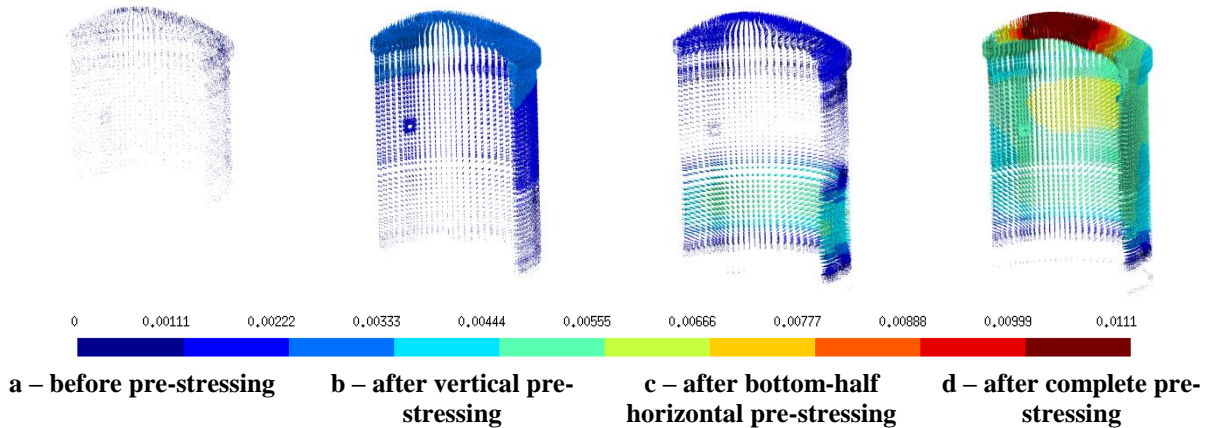 0 0.00111 0.00222 0.00333 0.00444 0.00555 0.00666 0.00777 0.00888 0.00999 0.0111
a – before pre-stressing
b – after vertical pre-
stressing
c – after bottom-half
horizontal pre-stressing
d – after complete pre-
stressing